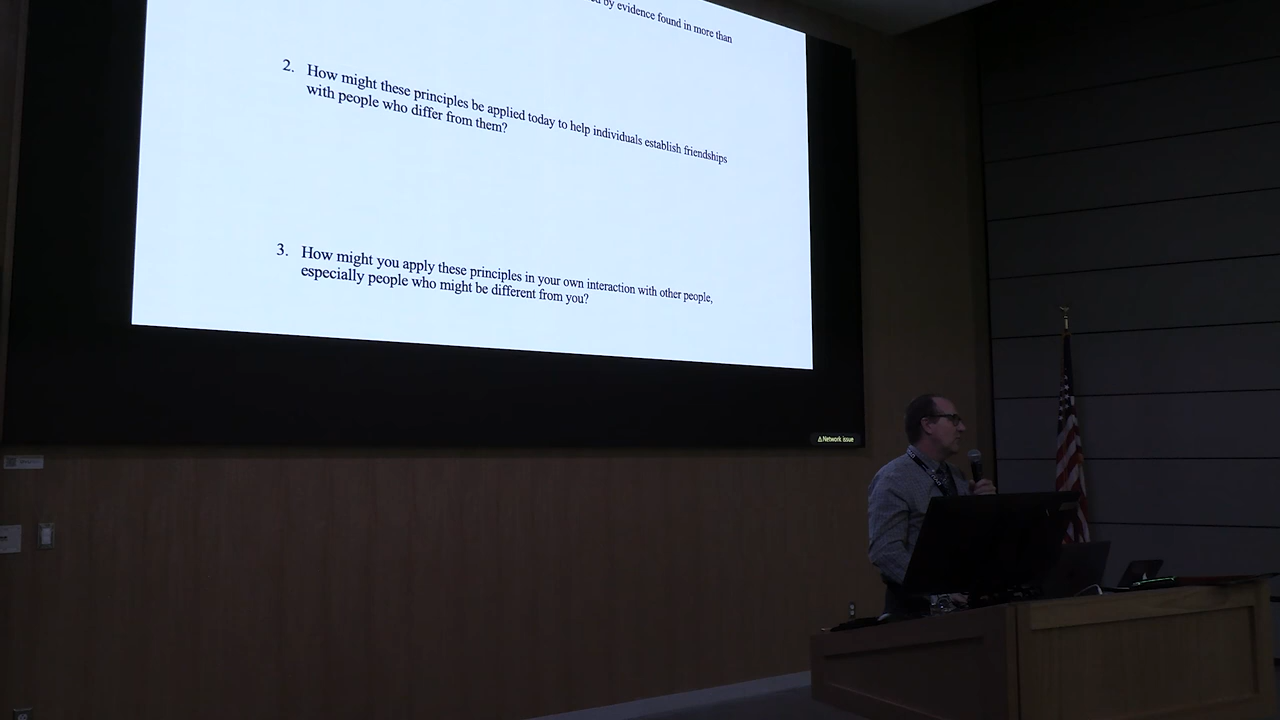 by evidence found in more than
2. How might these principles be applied today to help individuals establish friendships
with people who differ from them?
3. How might you apply these principles in your own interaction with other people,
especially people who might be different from you?
Network issue